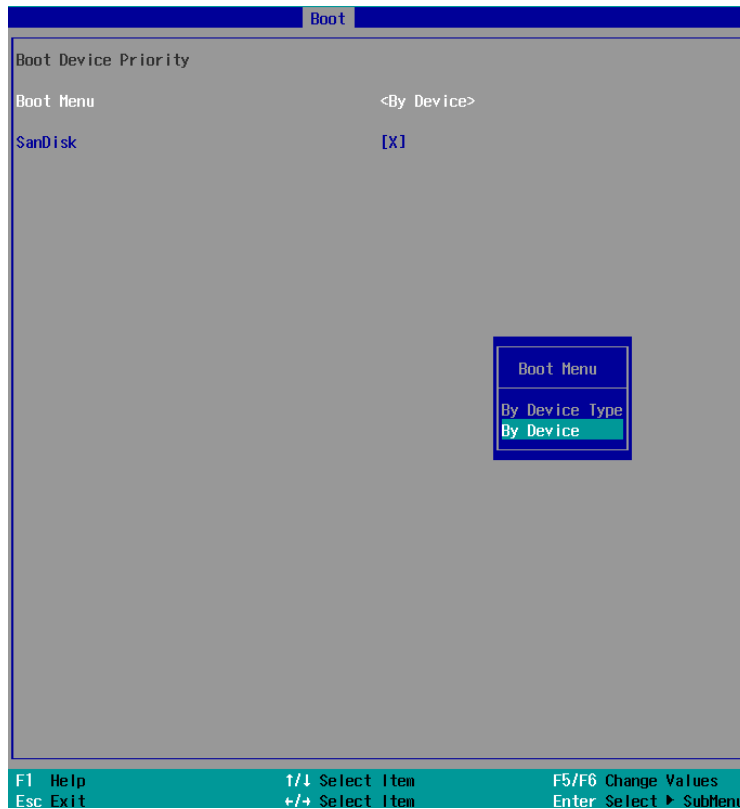 Boot
Boot Device Priority
Boot Menu <By Device>
SanDisk [X]
Boot Menu
By Device Type
By Device
F1 Help ↑/↓ Select Item F5/F6 Change Values
Esc Exit ←/→ Select Item Enter Select ▶ SubMenu